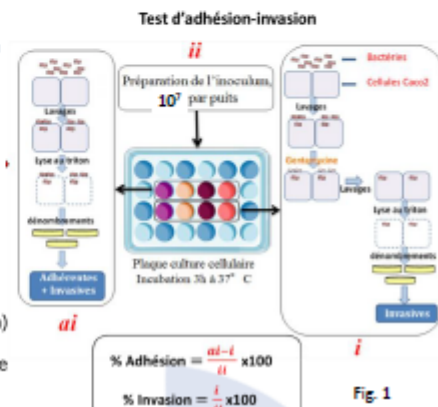 Test d'adhésion-invasion
ii
Préparation de l'inoculum,
10⁷ par puits
Lavages
Lyse au triton
dénombrements
Adhérentes
+ Invasives
ai
Plaque culture cellulaire
Incubation 3h à 37° C
Bactéries
Cellules Caco2
Lavages
Gentamycine
Lavages
Lyse au triton
dénombrements
Invasives
i
% Adhésion = ai-i / ii x100
% Invasion = i / ii x100
Fig. 1